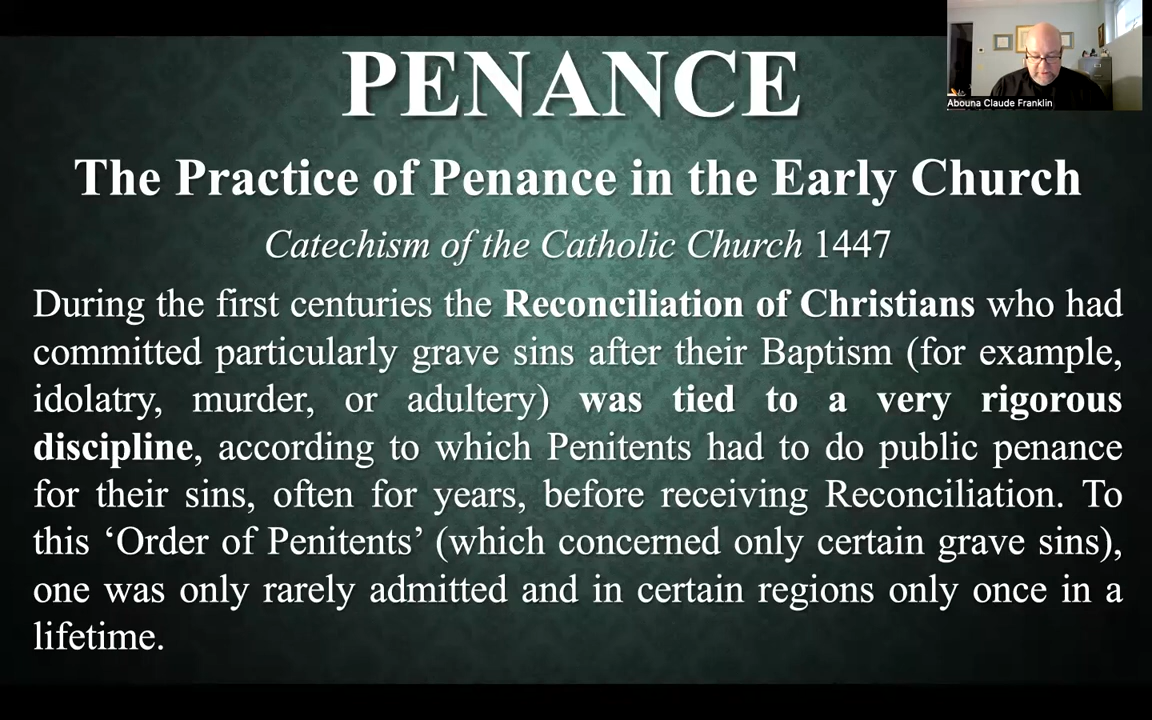 PENANCE
Abouna Claude Franklin
The Practice of Penance in the Early Church
Catechism of the Catholic Church 1447
During the first centuries the Reconciliation of Christians who had
committed particularly grave sins after their Baptism (for example,
idolatry, murder, or adultery) was tied to a very rigorous
discipline, according to which Penitents had to do public penance
for their sins, often for years, before receiving Reconciliation. To
this ‘Order of Penitents’ (which concerned only certain grave sins),
one was only rarely admitted and in certain regions only once in a
lifetime.